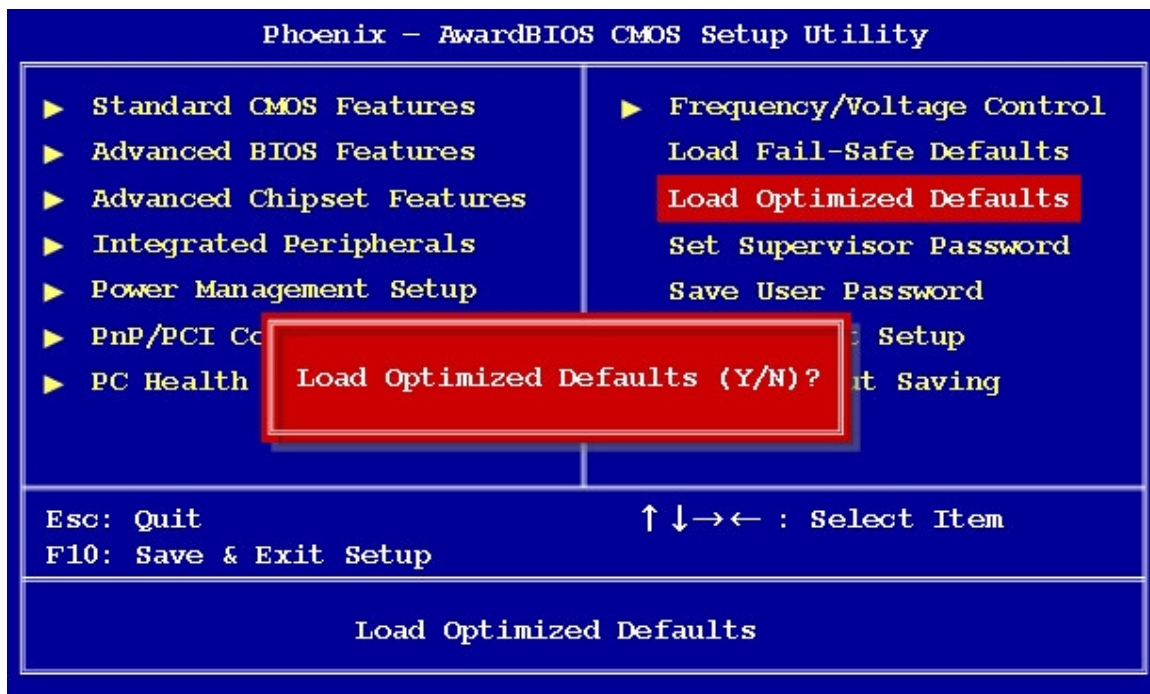 Phoenix — AwardBIOS CMOS Setup Utility
▶ Standard CMOS Features
▶ Advanced BIOS Features
▶ Advanced Chipset Features
▶ Integrated Peripherals
▶ Power Management Setup
▶ PnP/PCI
▶ PC Health
▶ Frequency/Voltage Control
Load Fail-Safe Defaults
Load Optimized Defaults
Set Supervisor Password
Save User Password
Setup
Saving
Load Optimized Defaults (Y/N)?
Esc: Quit
F10: Save & Exit Setup
↑↓→← : Select Item
Load Optimized Defaults